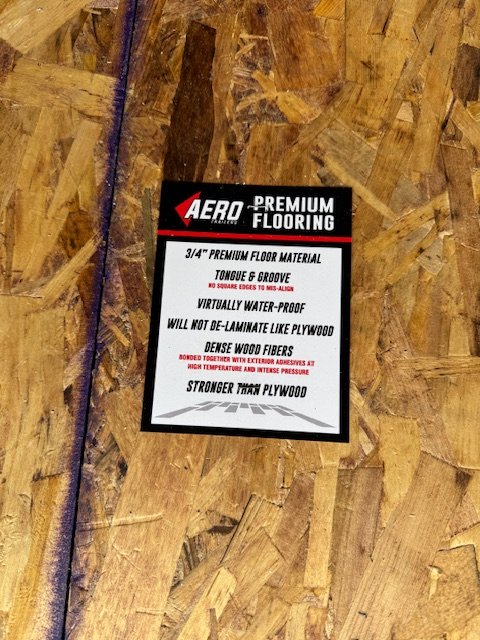 AERO
TRAILERS
PREMIUM
FLOORING
3/4" PREMIUM FLOOR MATERIAL
TONGUE & GROOVE
NO SQUARE EDGES TO MIS-ALIGN
VIRTUALLY WATER-PROOF
WILL NOT DE-LAMINATE LIKE PLYWOOD
DENSE WOOD FIBERS
BONDED TOGETHER WITH EXTERIOR ADHESIVES AT
HIGH TEMPERATURE AND INTENSE PRESSURE
STRONGER THAN PLYWOOD